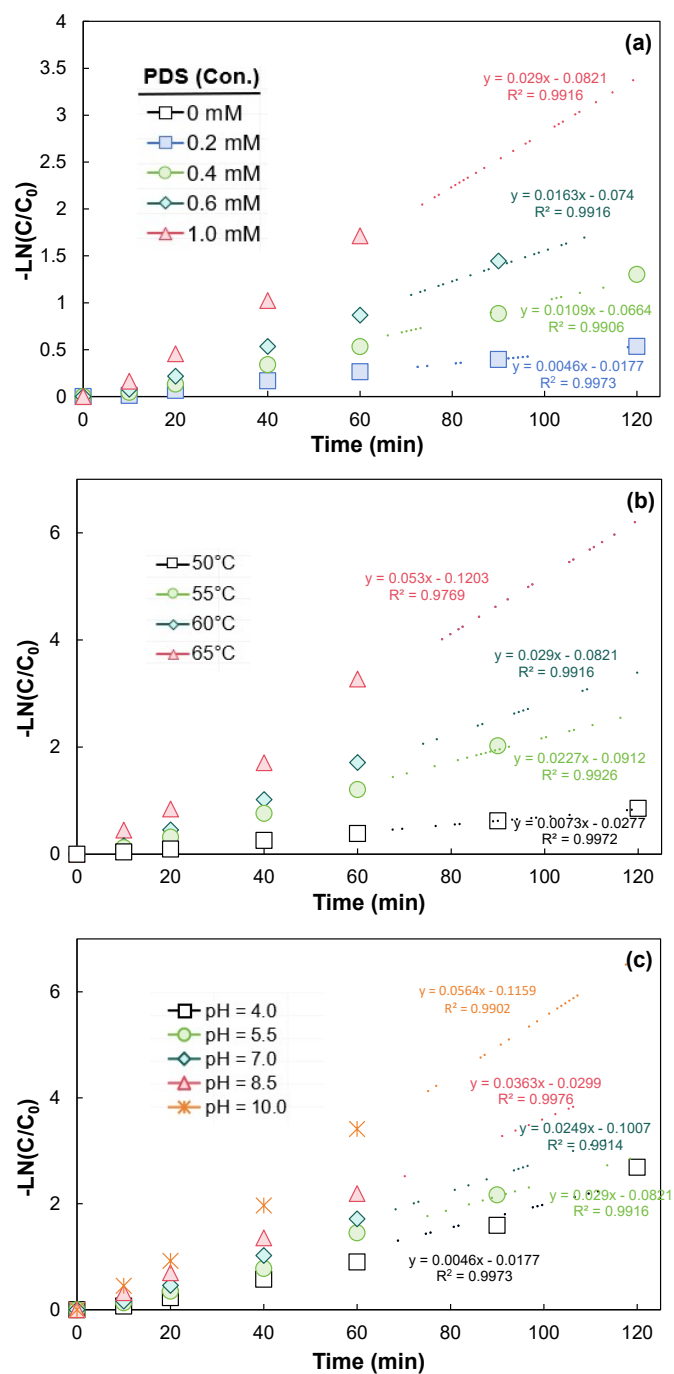 (a)
PDS (Con.)
0 mM
0.2 mM
0.4 mM
0.6 mM
1.0 mM
y = 0.029x - 0.0821
R² = 0.9916
y = 0.0163x - 0.074
R² = 0.9916
y = 0.0109x - 0.0664
R² = 0.9906
y = 0.0046x - 0.0177
R² = 0.9973
4
3.5
3
2.5
2
1.5
1
0.5
0
-LN(C/C₀)
0 20 40 60 80 100 120
Time (min)
(b)
50°C
55°C
60°C
65°C
y = 0.053x - 0.1203
R² = 0.9769
y = 0.029x - 0.0821
R² = 0.9916
y = 0.0227x - 0.0912
R² = 0.9926
y = 0.0073x - 0.0277
R² = 0.9972
6
4
2
0
-LN(C/C₀)
0 20 40 60 80 100 120
Time (min)
(c)
pH = 4.0
pH = 5.5
pH = 7.0
pH = 8.5
pH = 10.0
y = 0.0564x - 0.1159
R² = 0.9902
y = 0.0363x - 0.0299
R² = 0.9976
y = 0.0249x - 0.1007
R² = 0.9914
y = 0.029x - 0.0821
R² = 0.9916
y = 0.0046x - 0.0177
R² = 0.9973
6
4
2
0
-LN(C/C₀)
0 20 40 60 80 100 120
Time (min)